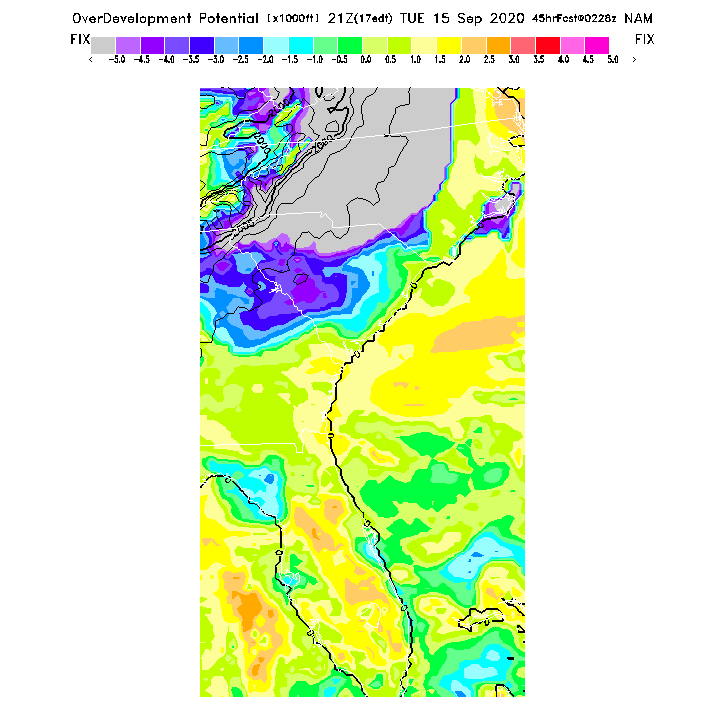 OverDevelopment Potential [x1000ft] 21Z(17edt) TUE 15 Sep 2020 45hrFcst@0228z NAM
FIX FIX
< -5.0 -4.5 -4.0 -3.5 -3.0 -2.5 -2.0 -1.5 -1.0 -0.5 0.0 0.5 1.0 1.5 2.0 2.5 3.0 3.5 4.0 4.5 5.0 >